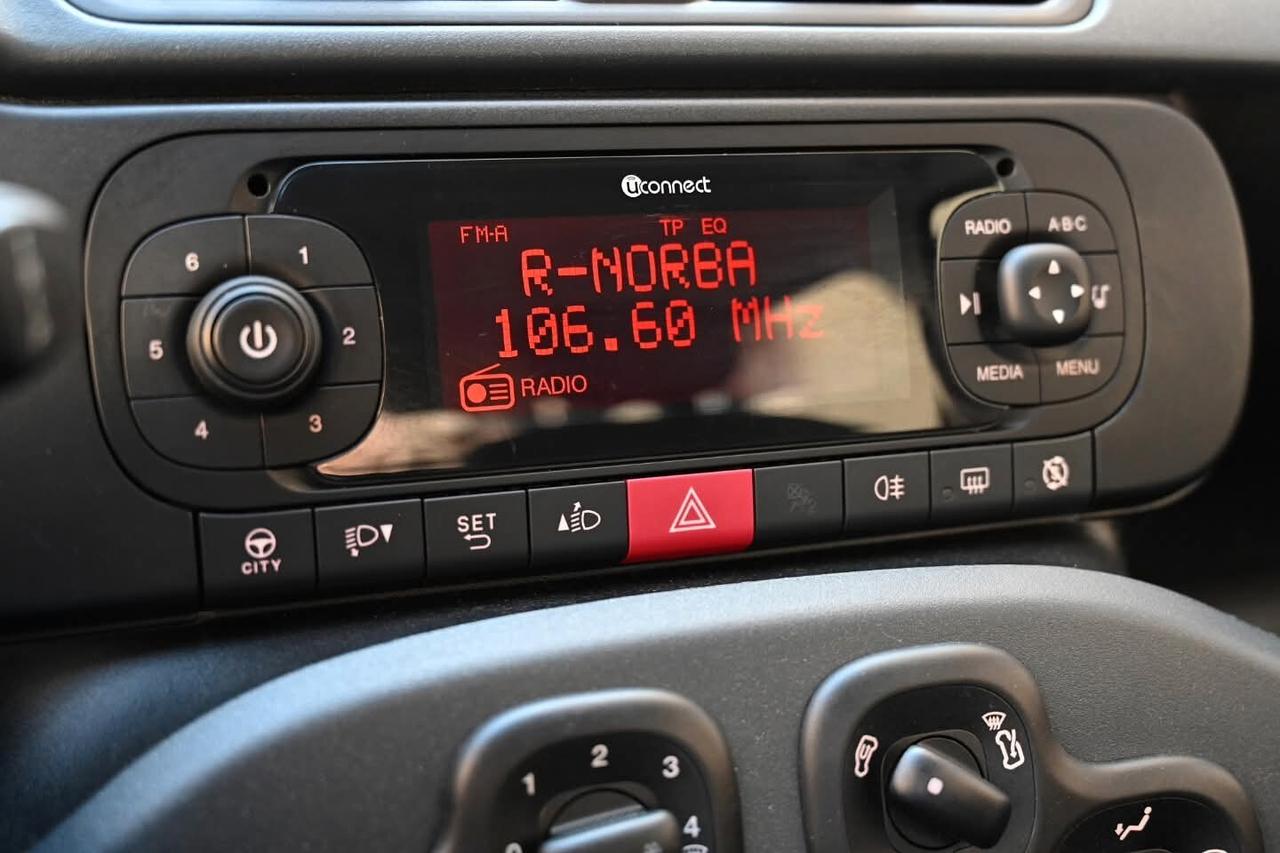 uconnect
FM-A TP EQ
R-NORBA
106.60 MHz
RADIO
6 1
5 2
4 3
RADIO A·B·C
MEDIA MENU
CITY
SET
1 2 3
4
0